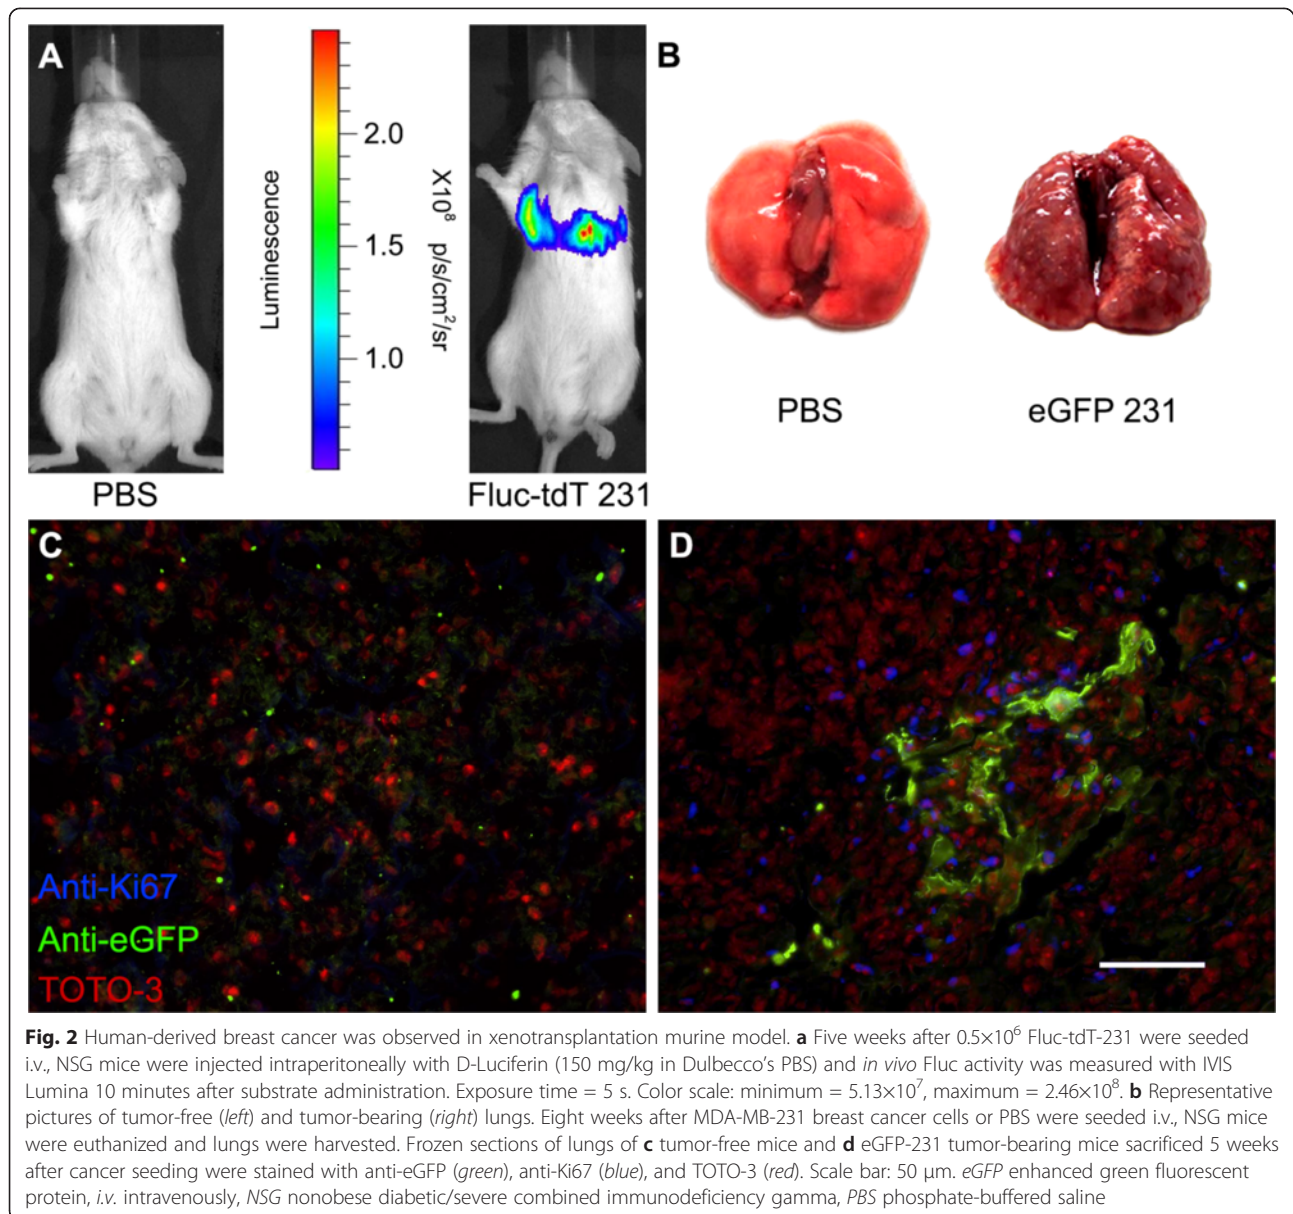 A
B
Luminescence
2.0
1.5
1.0
X10⁸ p/s/cm²/sr
PBS
Fluc-tdT 231
PBS
eGFP 231
C
D
Anti-Ki67
Anti-eGFP
TOTO-3
Fig. 2 Human-derived breast cancer was observed in xenotransplantation murine model. a Five weeks after 0.5×10⁶ Fluc-tdT-231 were seeded
i.v., NSG mice were injected intraperitoneally with D-Luciferin (150 mg/kg in Dulbecco's PBS) and in vivo Fluc activity was measured with IVIS
Lumina 10 minutes after substrate administration. Exposure time = 5 s. Color scale: minimum = 5.13×10⁷, maximum = 2.46×10⁸. b Representative
pictures of tumor-free (left) and tumor-bearing (right) lungs. Eight weeks after MDA-MB-231 breast cancer cells or PBS were seeded i.v., NSG mice
were euthanized and lungs were harvested. Frozen sections of lungs of c tumor-free mice and d eGFP-231 tumor-bearing mice sacrificed 5 weeks
after cancer seeding were stained with anti-eGFP (green), anti-Ki67 (blue), and TOTO-3 (red). Scale bar: 50 μm. eGFP enhanced green fluorescent
protein, i.v. intravenously, NSG nonobese diabetic/severe combined immunodeficiency gamma, PBS phosphate-buffered saline